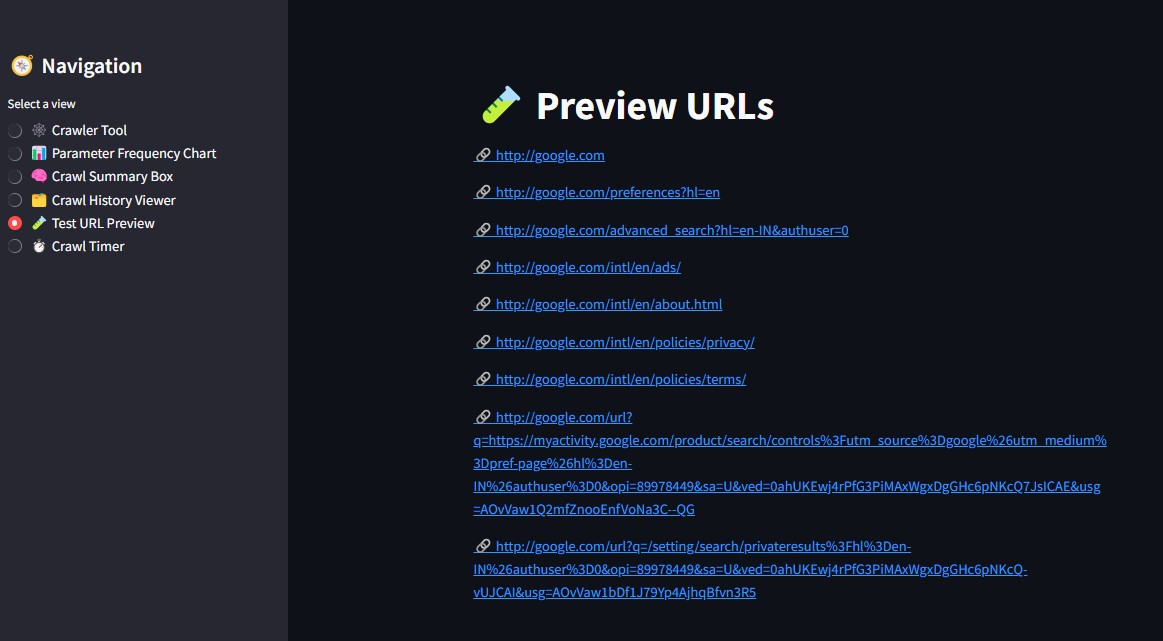 Navigation
Select a view
Crawler Tool
Parameter Frequency Chart
Crawl Summary Box
Crawl History Viewer
Test URL Preview
Crawl Timer
Preview URLs
http://google.com
http://google.com/preferences?hl=en
http://google.com/advanced_search?hl=en-IN&authuser=0
http://google.com/intl/en/ads/
http://google.com/intl/en/about.html
http://google.com/intl/en/policies/privacy/
http://google.com/intl/en/policies/terms/
http://google.com/url?
q=https://myactivity.google.com/product/search/controls%3Futm_source%3Dgoogle%26utm_medium%
3Dpref-page%26hl%3Den-
IN%26authuser%3D0&opi=89978449&sa=U&ved=0ahUKEwj4rPfG3PiMAxWgxDgGHc6pNKcQ7JsICAE&usg
=AOvVaw1Q2mfZnooEnfVoNa3C--QG
http://google.com/url?q=/setting/search/privateresults%3Fhl%3Den-
IN%26authuser%3D0&opi=89978449&sa=U&ved=0ahUKEwj4rPfG3PiMAxWgxDgGHc6pNKcQ-
vUJCAI&usg=AOvVaw1bDf1J79Yp4AjhqBfvn3R5